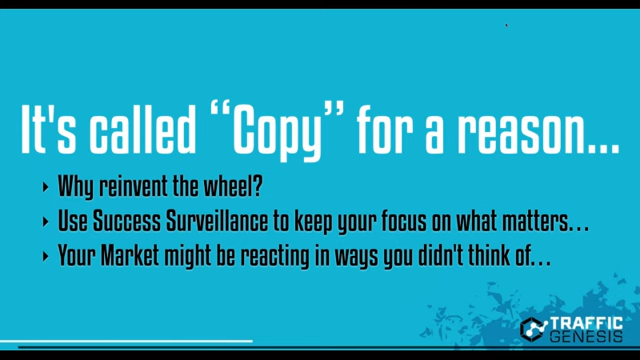 It's called “Copy” for a reason...
Why reinvent the wheel?
Use Success Surveillance to keep your focus on what matters...
Your Market might be reacting in ways you didn't think of...
TRAFFIC
GENESIS